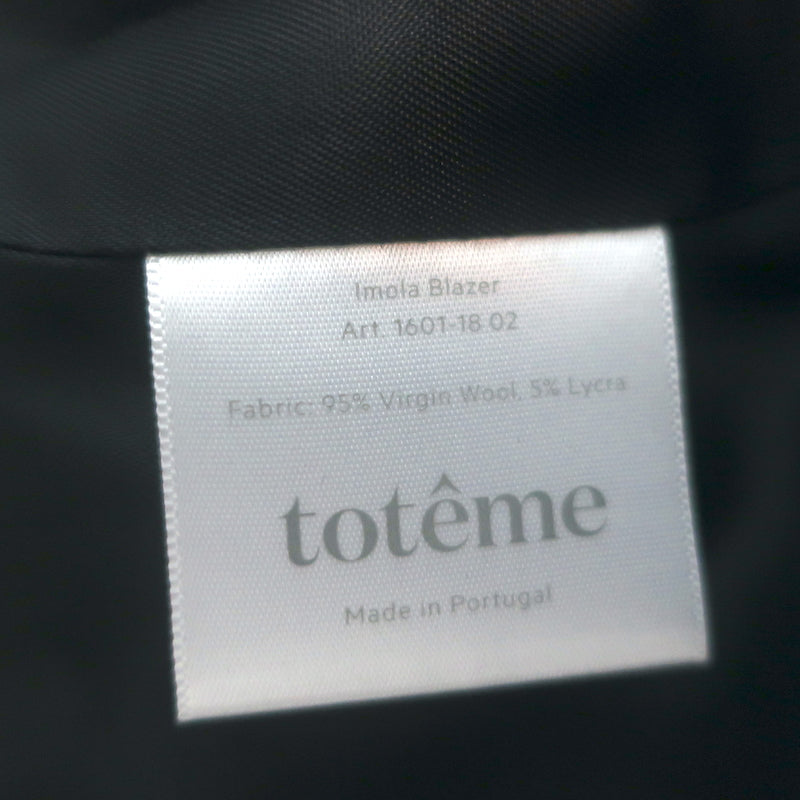 Imola Blazer
Art. 1601-18 02
Fabric: 95% Virgin Wool, 5% Lycra
totême
Made in Portugal